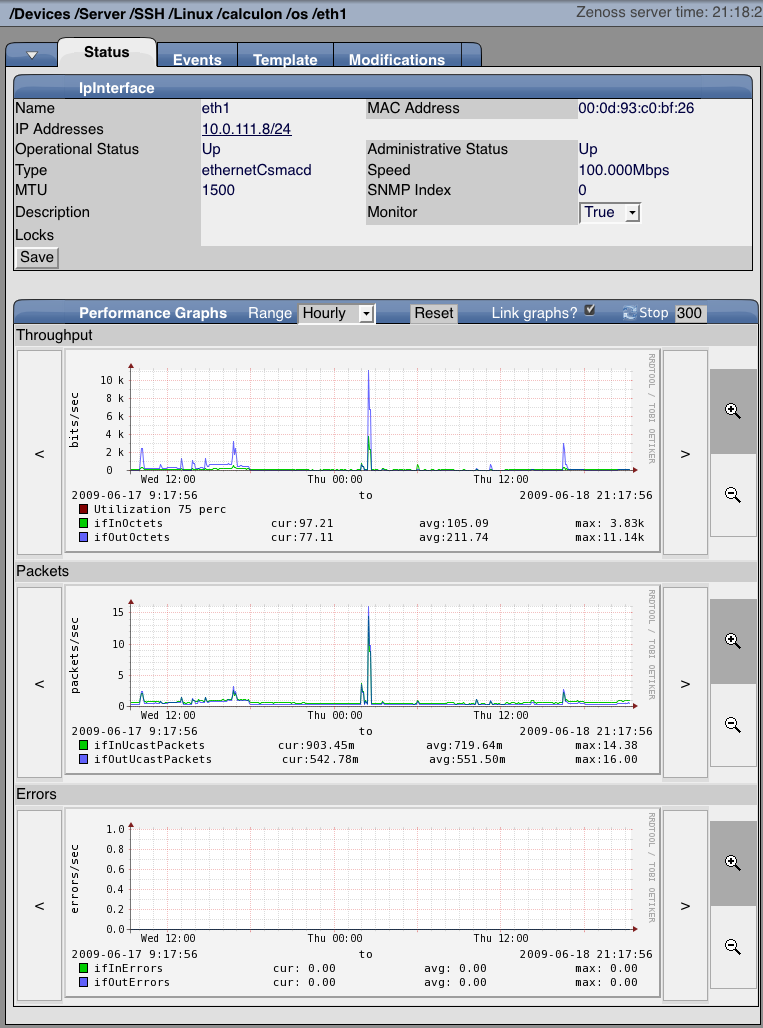 /Devices /Server /SSH /Linux /calculon /os /eth1 Zenoss server time: 21:18:2
Status Events Template Modifications
IpInterface
Name eth1 MAC Address 00:0d:93:c0:bf:26
IP Addresses 10.0.111.8/24
Operational Status Up Administrative Status Up
Type ethernetCsmacd Speed 100.000Mbps
MTU 1500 SNMP Index 0
Description Monitor True
Locks
Save
Performance Graphs Range Hourly Reset Link graphs? Stop 300
Throughput
RRDTOOL / TOBI OETIKER
bits/sec
10 k
8 k
6 k
4 k
2 k
0
Wed 12:00 Thu 00:00 Thu 12:00
2009-06-17 9:17:56 to 2009-06-18 21:17:56
Utilization 75 perc
ifInOctets cur:97.21 avg:105.09 max: 3.83k
ifOutOctets cur:77.11 avg:211.74 max:11.14k
< >
Packets
RRDTOOL / TOBI OETIKER
packets/sec
15
10
5
0
Wed 12:00 Thu 00:00 Thu 12:00
2009-06-17 9:17:56 to 2009-06-18 21:17:56
ifInUcastPackets cur:903.45m avg:719.64m max:14.38
ifOutUcastPackets cur:542.78m avg:551.50m max:16.00
< >
Errors
RRDTOOL / TOBI OETIKER
errors/sec
1.0
0.8
0.6
0.4
0.2
0.0
Wed 12:00 Thu 00:00 Thu 12:00
2009-06-17 9:17:56 to 2009-06-18 21:17:56
ifInErrors cur: 0.00 avg: 0.00 max: 0.00
ifOutErrors cur: 0.00 avg: 0.00 max: 0.00
< >